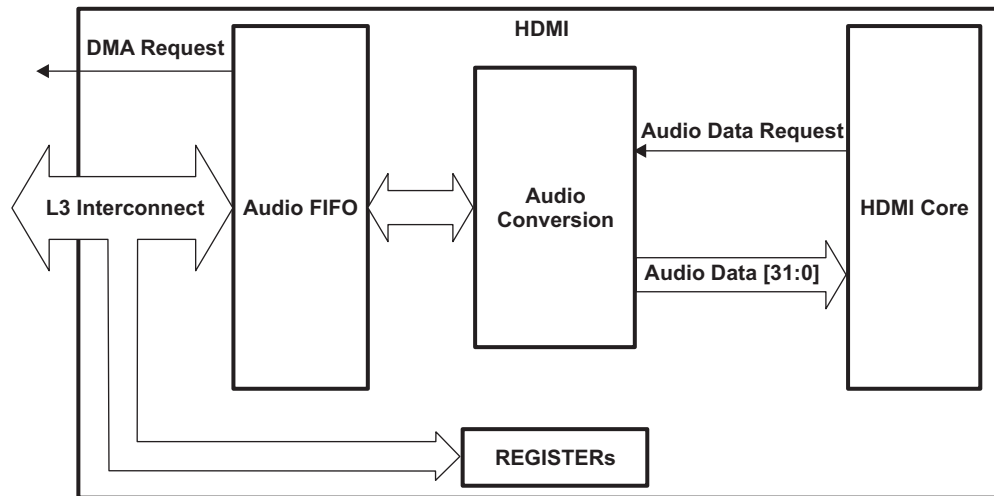 HDMI
DMA Request
Audio Data Request
L3 Interconnect
Audio FIFO
Audio
Conversion
HDMI Core
Audio Data [31:0]
REGISTERs